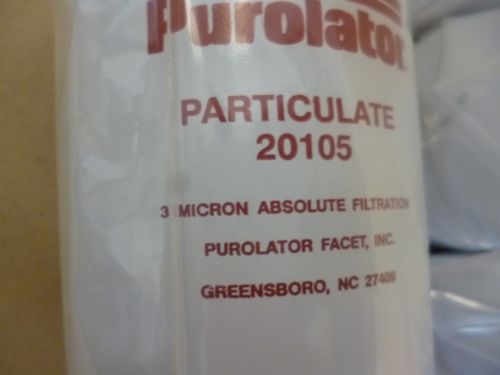 Purolator
PARTICULATE
20105
3 MICRON ABSOLUTE FILTRATION
PUROLATOR FACET, INC.
GREENSBORO, NC 27409